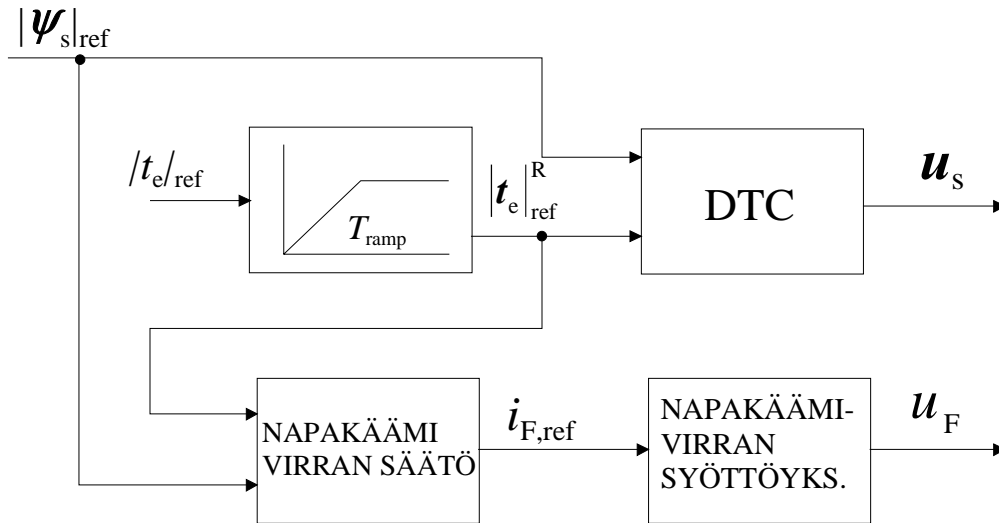 |Ψs|ref
|te|ref
Tramp
|te|Rref
DTC
us
NAPAKÄÄMI
VIRRAN SÄÄTÖ
iF,ref
NAPAKÄÄMI-
VIRRAN
SYÖTTÖYKS.
uF